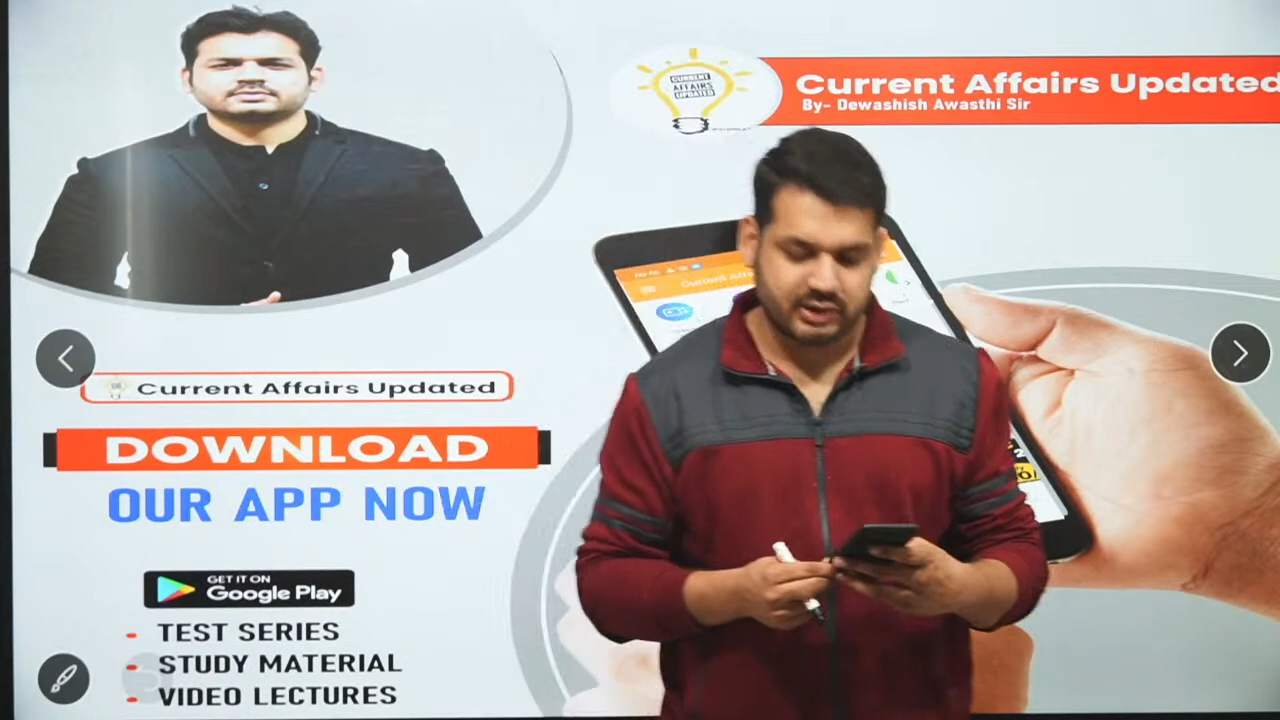 CURRENT
AFFAIRS
UPDATED
Current Affairs Updated
By- Dewashish Awasthi Sir
Current Affairs Updated
DOWNLOAD
OUR APP NOW
GET IT ON
Google Play
- TEST SERIES
- STUDY MATERIAL
- VIDEO LECTURES